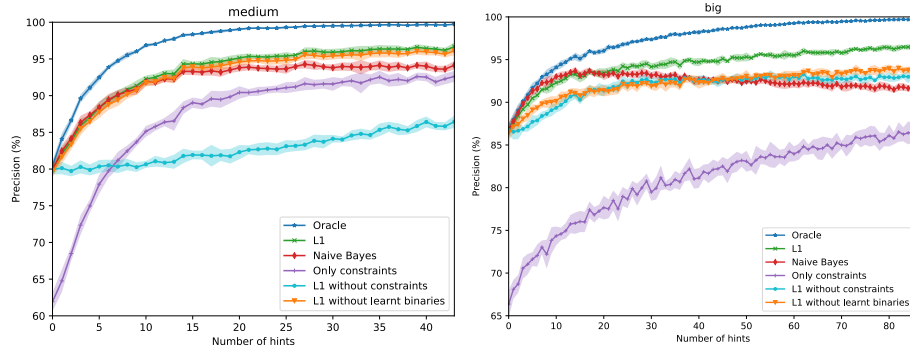 medium
Precision (%)
100
95
90
85
80
75
70
65
60
0 5 10 15 20 25 30 35 40
Number of hints
Oracle
L1
Naive Bayes
Only constraints
L1 without constraints
L1 without learnt binaries
big
Precision (%)
100
95
90
85
80
75
70
65
0 10 20 30 40 50 60 70 80
Number of hints
Oracle
L1
Naive Bayes
Only constraints
L1 without constraints
L1 without learnt binaries